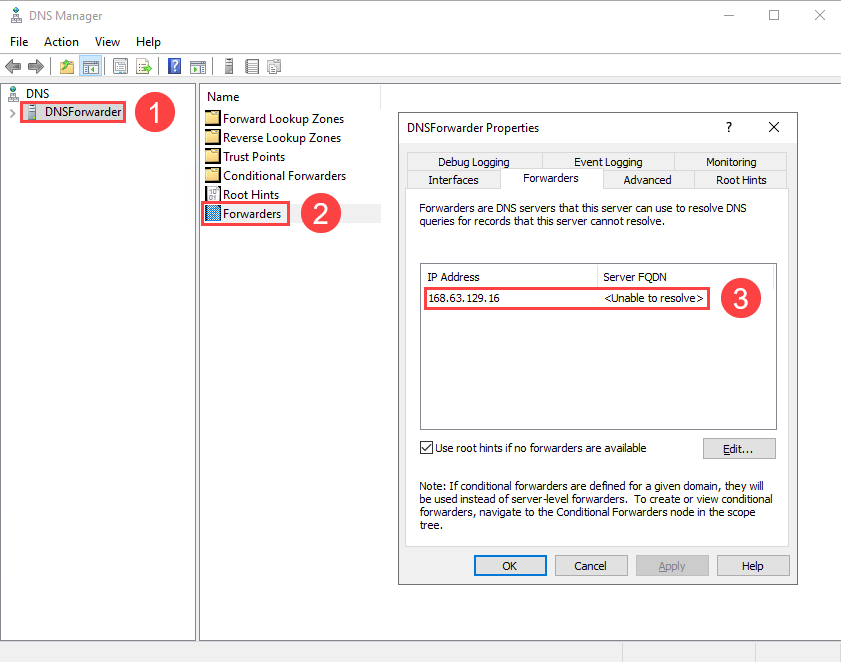 DNS Manager
File Action View Help
DNS
DNSForwarder
1
Name
Forward Lookup Zones
Reverse Lookup Zones
Trust Points
Conditional Forwarders
Root Hints
Forwarders
2
DNSForwarder Properties
?
Debug Logging Event Logging Monitoring
Interfaces Forwarders Advanced Root Hints
Forwarders are DNS servers that this server can use to resolve DNS
queries for records that this server cannot resolve.
IP Address Server FQDN
168.63.129.16 <Unable to resolve>
3
Use root hints if no forwarders are available
Edit...
Note: If conditional forwarders are defined for a given domain, they will
be used instead of server-level forwarders. To create or view conditional
forwarders, navigate to the Conditional Forwarders node in the scope
tree.
OK Cancel Apply Help